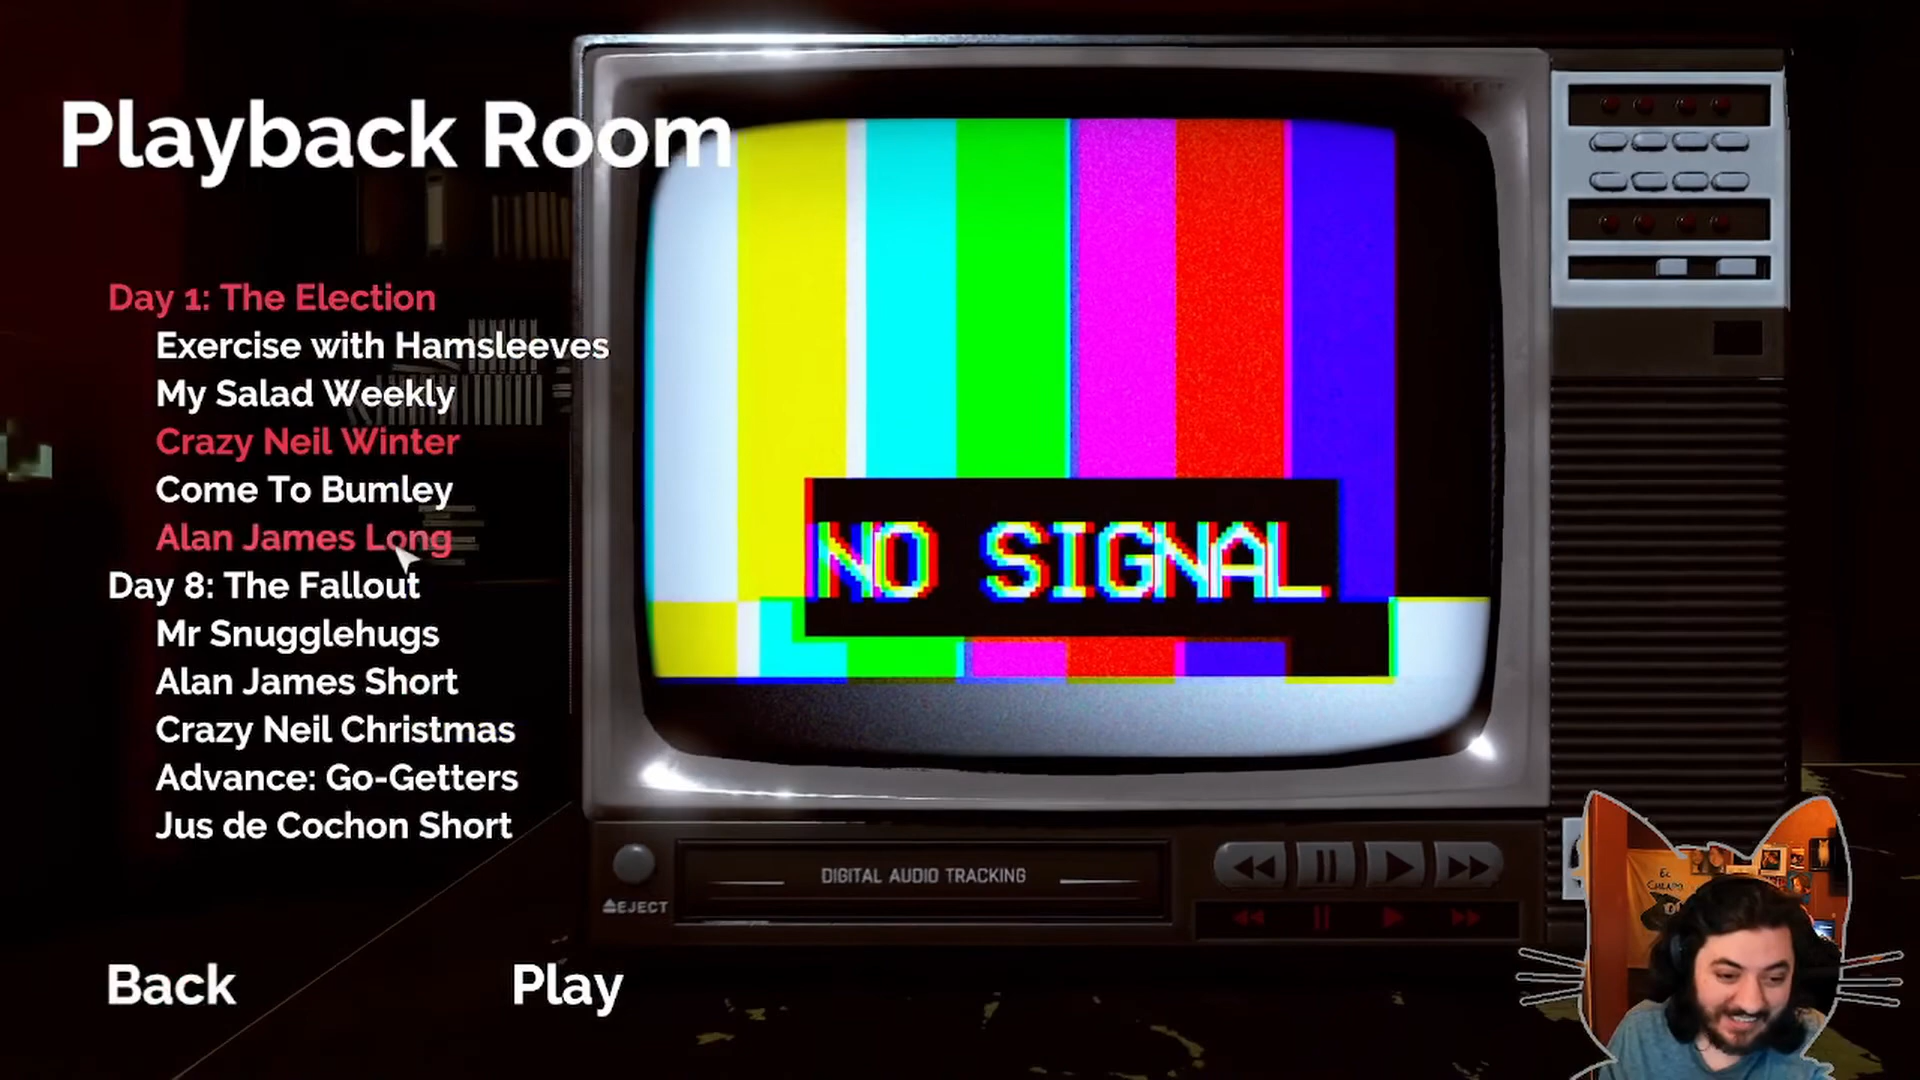 Playback Room
Day 1: The Election
Exercise with Hamsleeves
My Salad Weekly
Crazy Neil Winter
Come To Bumley
Alan James Long
Day 8: The Fallout
Mr Snugglehugs
Alan James Short
Crazy Neil Christmas
Advance: Go-Getters
Jus de Cochon Short
Back
Play
NO SIGNAL
DIGITAL AUDIO TRACKING
EJECT
EL
CHEAPO